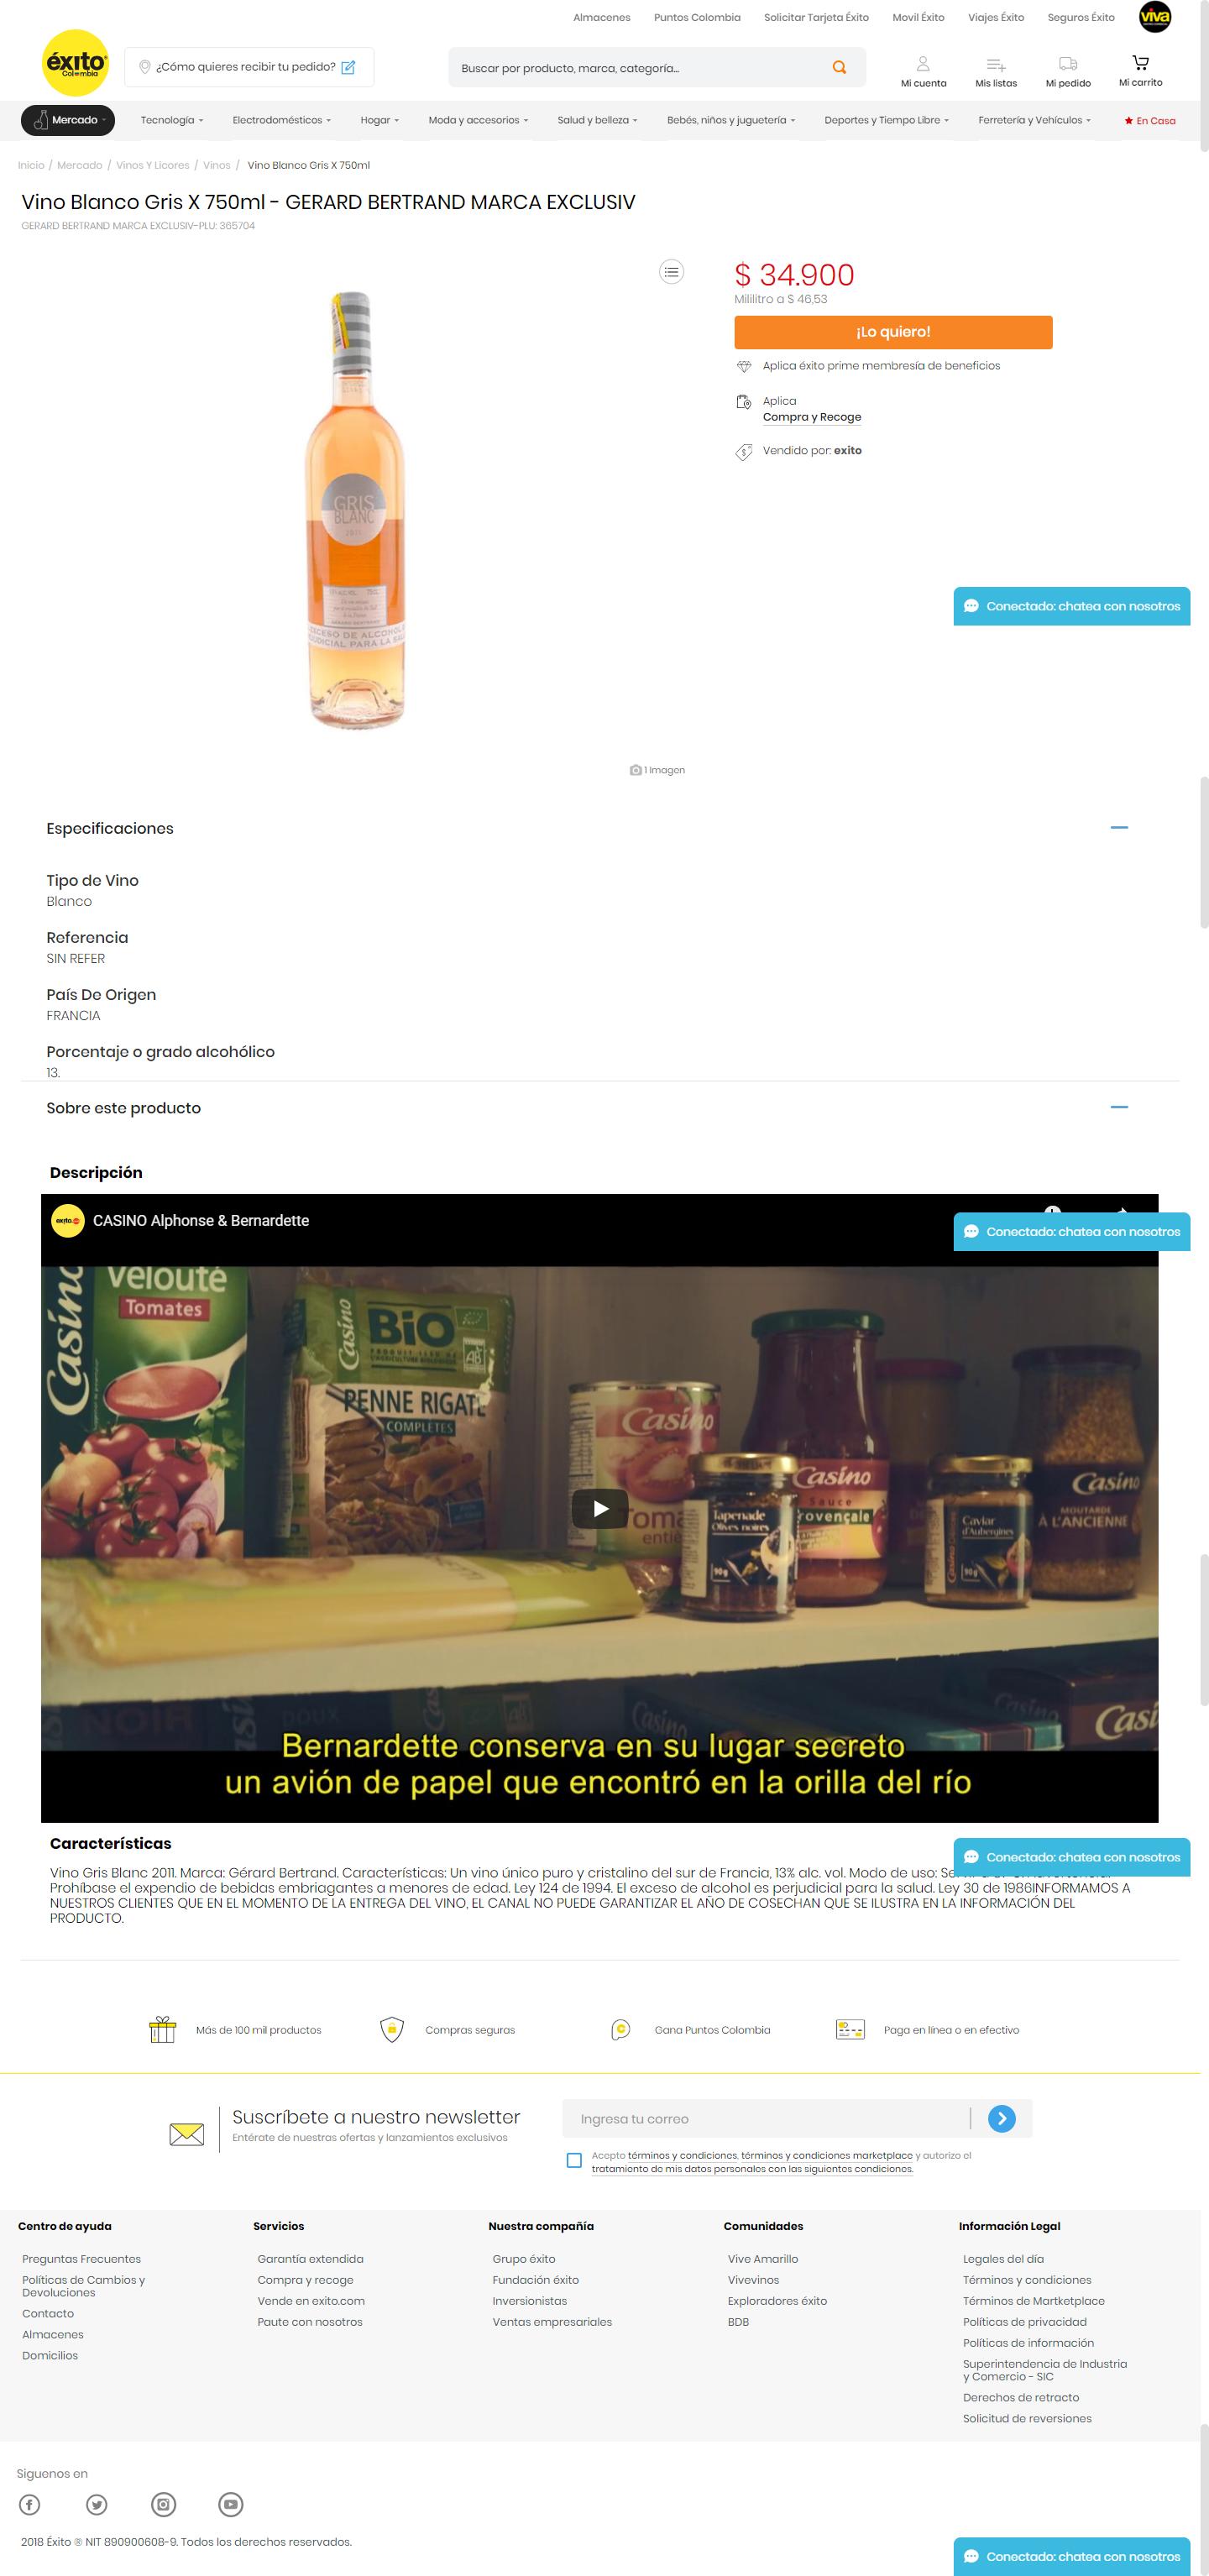 Almacenes Puntos Colombia Solicitar Tarjeta Éxito Movil Éxito Viajes Éxito Seguros Éxito viva
éxito
Colombia
¿Cómo quieres recibir tu pedido?
Buscar por producto, marca, categoría...
Mi cuenta Mis listas Mi pedido Mi carrito
Mercado Tecnología Electrodomésticos Hogar Moda y accesorios Salud y belleza Bebés, niños y juguetería Deportes y Tiempo Libre Ferretería y Vehículos En Casa
Inicio / Mercado / Vinos Y Licores / Vinos / Vino Blanco Gris X 750ml
Vino Blanco Gris X 750ml - GERARD BERTRAND MARCA EXCLUSIV
GERARD BERTRAND MARCA EXCLUSIV-PLU: 365704
$ 34.900
Mililitro a $ 46,53
¡Lo quiero!
Aplica éxito prime membresía de beneficios
Aplica
Compra y Recoge
Vendido por: exito
GRIS
BLANC
EXCESO DE ALCOHOL
Conectado: chatea con nosotros
1 Imagen
Especificaciones
Tipo de Vino
Blanco
Referencia
SIN REFER
País De Origen
FRANCIA
Porcentaje o grado alcohólico
13.
Sobre este producto
Descripción
exito.com
CASINO Alphonse & Bernardette
Conectado: chatea con nosotros
Casino
Velouté
Tomates
Casino
BIO
AB
PENNE RIGATE
COMPLETES
Casino
Tapenade
Olives noires
90g
Casino
Sauce
Provençale
Caviar
d'Aubergines
90g
Casino
MOUTARDE
À L'ANCIENNE
NOIR
DOUX
Casino
Casi
Bernardette conserva en su lugar secreto
un avión de papel que encontró en la orilla del río
Características
Conectado: chatea con nosotros
Vino Gris Blanc 2011. Marca: Gérard Bertrand. Características: Un vino único puro y cristalino del sur de Francia, 13% alc. vol. Modo de uso:
Prohíbase el expendio de bebidas embriagantes a menores de edad. Ley 124 de 1994. El exceso de alcohol es perjudicial para la salud. Ley 30 de 1986INFORMAMOS A
NUESTROS CLIENTES QUE EN EL MOMENTO DE LA ENTREGA DEL VINO, EL CANAL NO PUEDE GARANTIZAR EL AÑO DE COSECHAN QUE SE ILUSTRA EN LA INFORMACIÓN DEL
PRODUCTO.
Más de 100 mil productos Compras seguras Gana Puntos Colombia Paga en línea o en efectivo
Suscríbete a nuestro newsletter
Entérate de nuestras ofertas y lanzamientos exclusivos
Ingresa tu correo
Acepto términos y condiciones, términos y condiciones marketplace y autorizo el
tratamiento de mis datos personales con las siguientes condiciones.
Centro de ayuda
Preguntas Frecuentes
Políticas de Cambios y
Devoluciones
Contacto
Almacenes
Domicilios
Servicios
Garantía extendida
Compra y recoge
Vende en exito.com
Paute con nosotros
Nuestra compañía
Grupo éxito
Fundación éxito
Inversionistas
Ventas empresariales
Comunidades
Vive Amarillo
Vivevinos
Exploradores éxito
BDB
Información Legal
Legales del día
Términos y condiciones
Términos de Martketplace
Políticas de privacidad
Políticas de información
Superintendencia de Industria
y Comercio - SIC
Derechos de retracto
Solicitud de reversiones
Siguenos en
2018 Éxito ® NIT 890900608-9. Todos los derechos reservados.
Conectado: chatea con nosotros